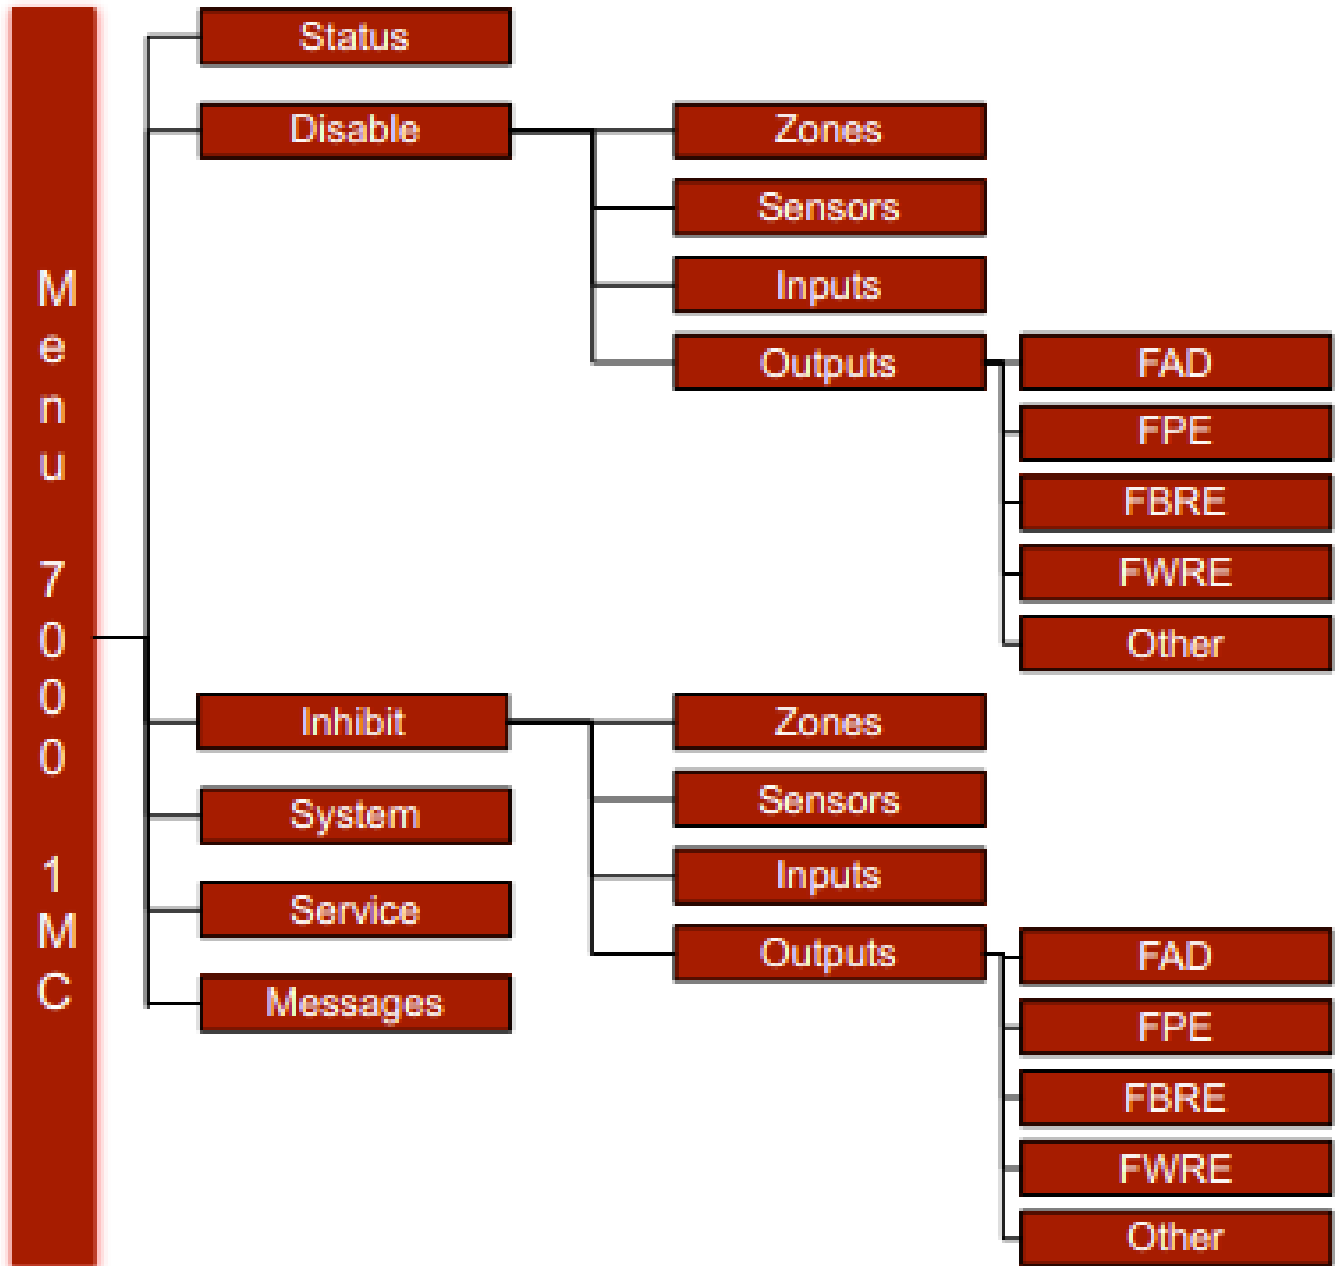 Menu 7000 1MC
Status
Disable
Zones
Sensors
Inputs
Outputs
FAD
FPE
FBRE
FWRE
Other
Inhibit
Zones
Sensors
Inputs
Outputs
FAD
FPE
FBRE
FWRE
Other
System
Service
Messages